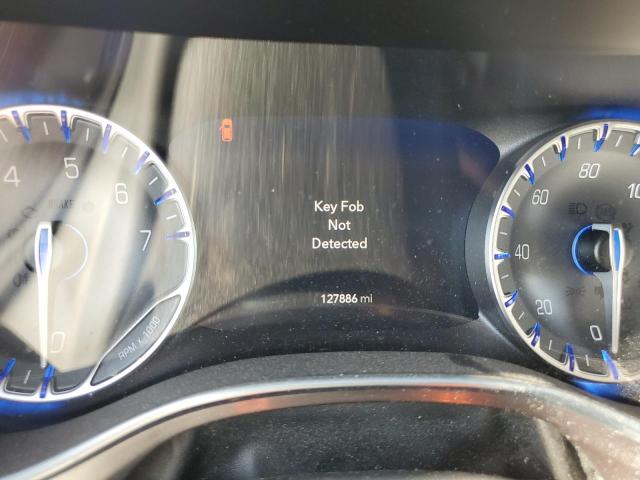 4 5 6 7
BRAKE
0
RPM x 1000
Key Fob
Not
Detected
127886 mi
0 20 40 60 80